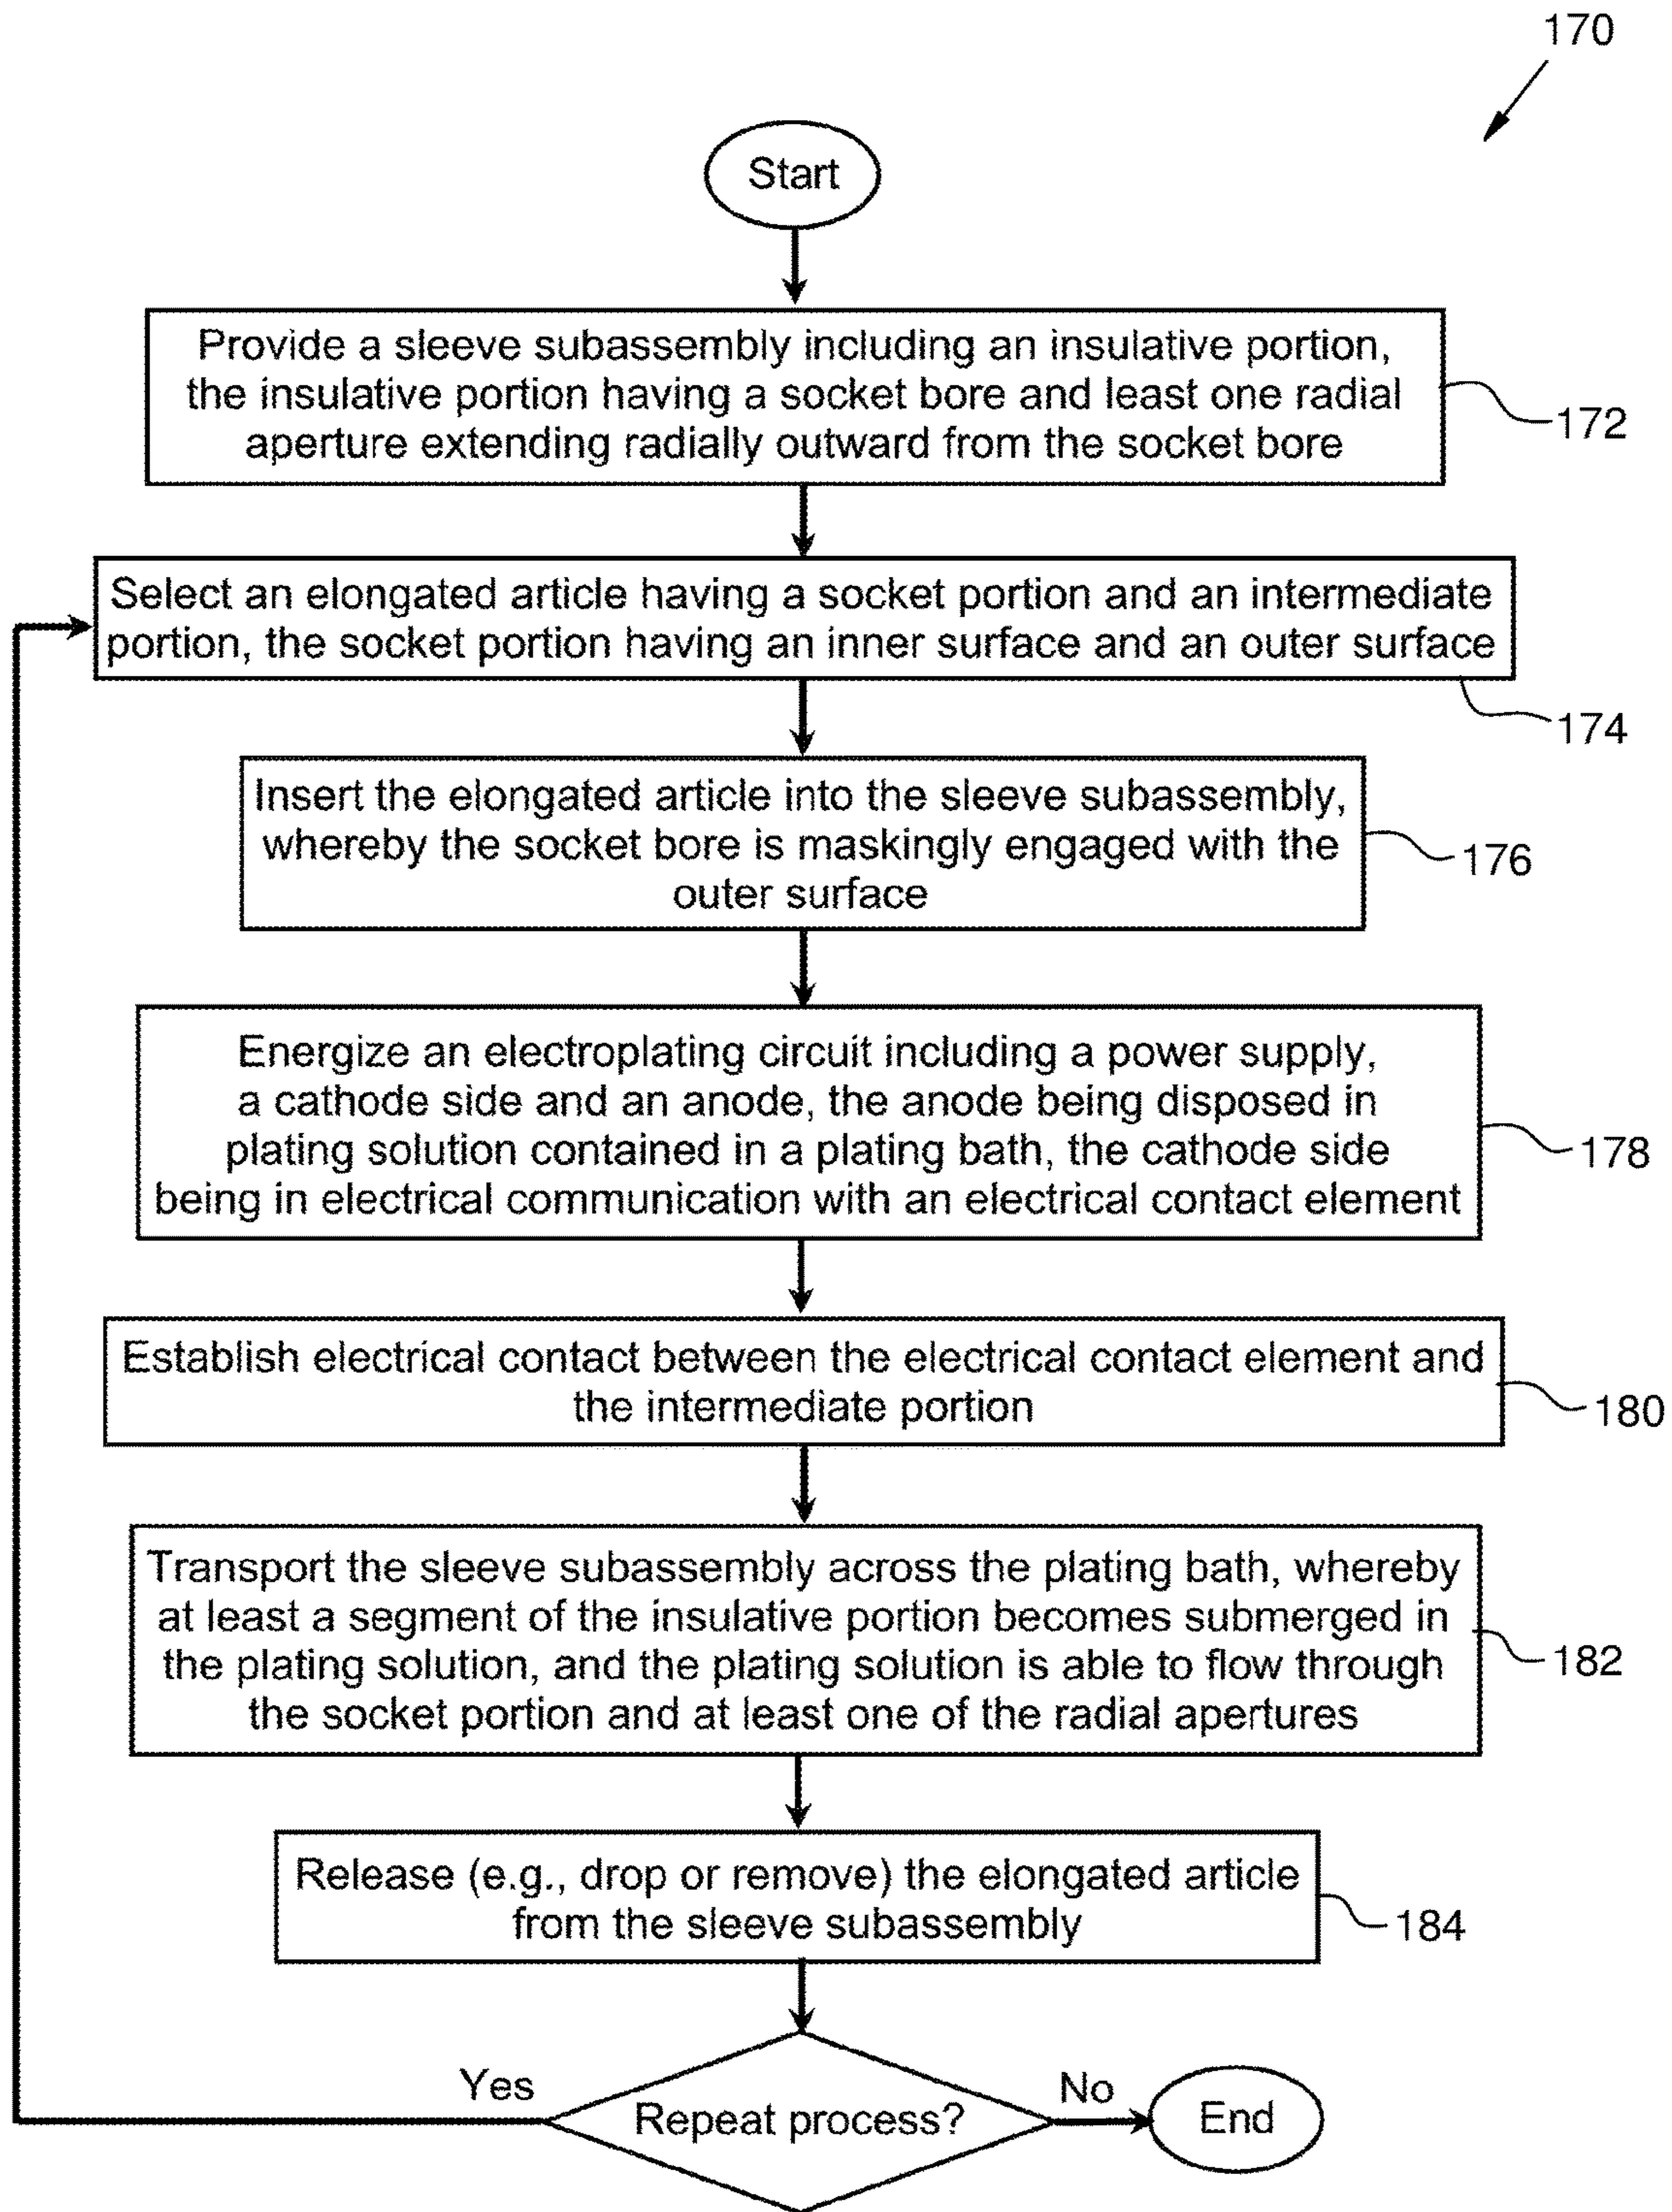 170
Start
Provide a sleeve subassembly including an insulative portion,
the insulative portion having a socket bore and least one radial
aperture extending radially outward from the socket bore
172
Select an elongated article having a socket portion and an intermediate
portion, the socket portion having an inner surface and an outer surface
174
Insert the elongated article into the sleeve subassembly,
whereby the socket bore is maskingly engaged with the
outer surface
176
Energize an electroplating circuit including a power supply,
a cathode side and an anode, the anode being disposed in
plating solution contained in a plating bath, the cathode side
being in electrical communication with an electrical contact element
178
Establish electrical contact between the electrical contact element and
the intermediate portion
180
Transport the sleeve subassembly across the plating bath, whereby
at least a segment of the insulative portion becomes submerged in
the plating solution, and the plating solution is able to flow through
the socket portion and at least one of the radial apertures
182
Release (e.g., drop or remove) the elongated article
from the sleeve subassembly
184
Yes
Repeat process?
No
End